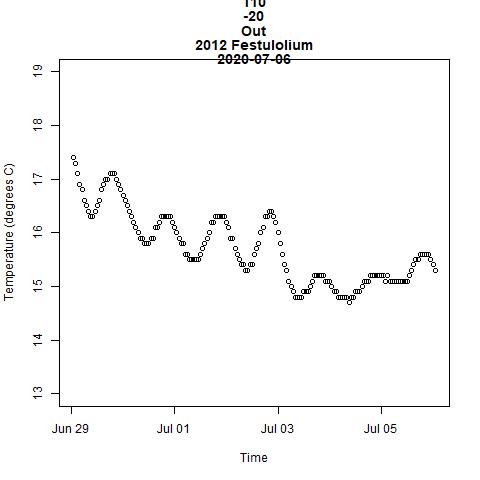 -20
Out
2012 Festulolium
2020-07-06
Temperature (degrees C)
19
18
17
16
15
14
13
Jun 29
Jul 01
Jul 03
Jul 05
Time